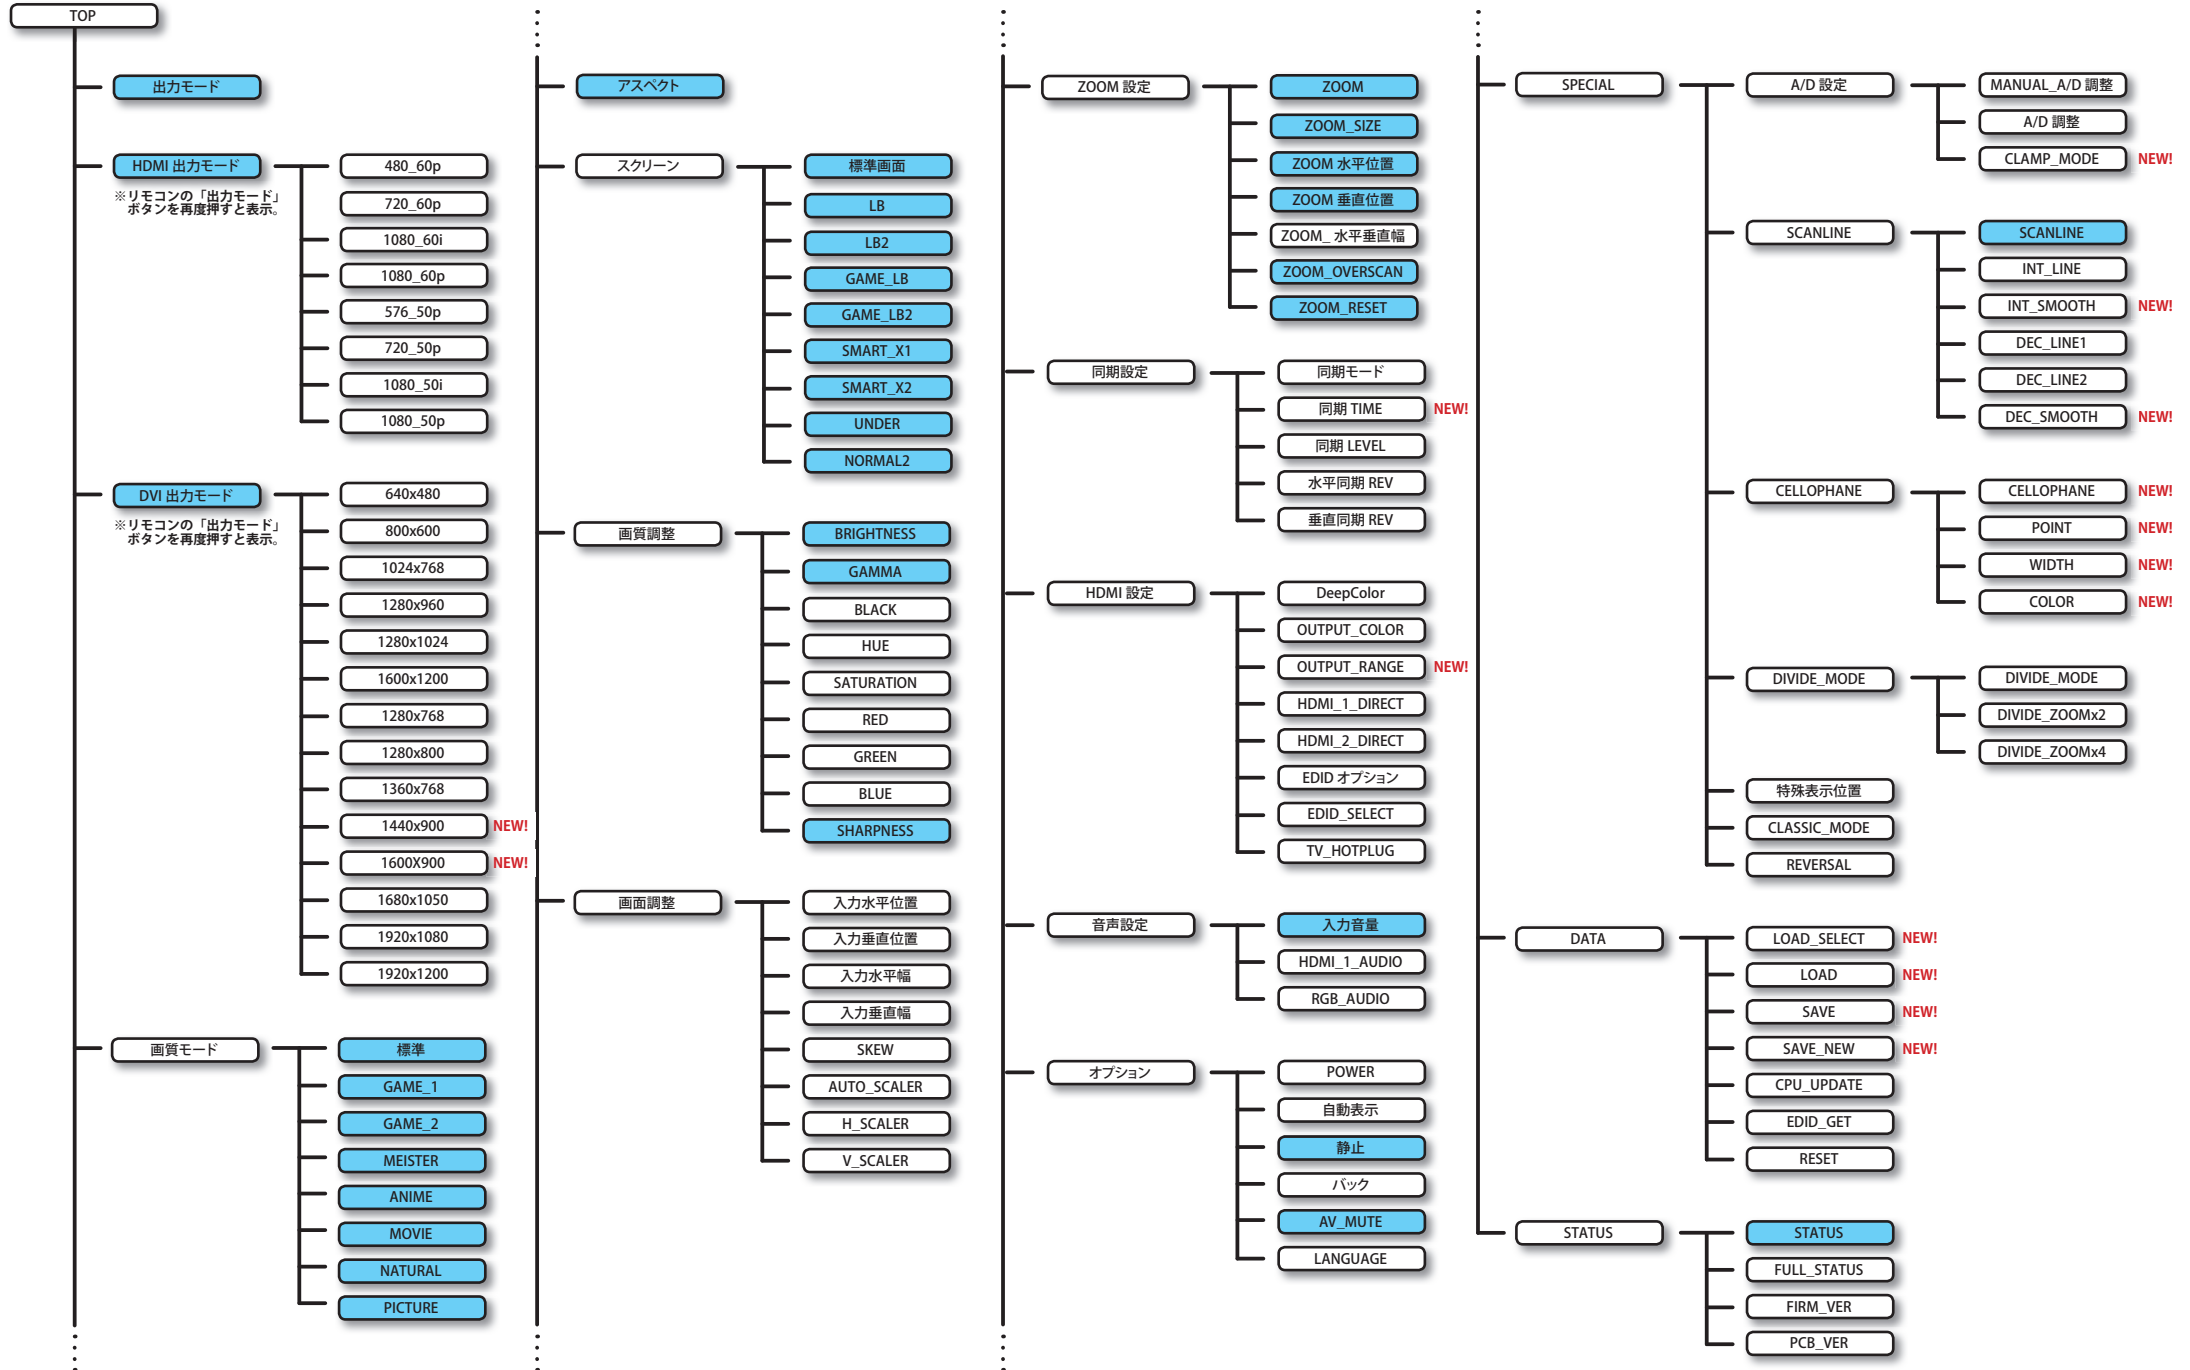 TOP
出力モード
HDMI 出力モード
※リモコンの「出力モード」
ボタンを再度押すと表示。
480_60p
720_60p
1080_60i
1080_60p
576_50p
720_50p
1080_50i
1080_50p
DVI 出力モード
※リモコンの「出力モード」
ボタンを再度押すと表示。
640x480
800x600
1024x768
1280x960
1280x1024
1600x1200
1280x768
1280x800
1360x768
1440x900 NEW!
1600X900 NEW!
1680x1050
1920x1080
1920x1200
画質モード
標準
GAME_1
GAME_2
MEISTER
ANIME
MOVIE
NATURAL
PICTURE
アスペクト
スクリーン
標準画面
LB
LB2
GAME_LB
GAME_LB2
SMART_X1
SMART_X2
UNDER
NORMAL2
画質調整
BRIGHTNESS
GAMMA
BLACK
HUE
SATURATION
RED
GREEN
BLUE
SHARPNESS
画面調整
入力水平位置
入力垂直位置
入力水平幅
入力垂直幅
SKEW
AUTO_SCALER
H_SCALER
V_SCALER
ZOOM 設定
ZOOM
ZOOM_SIZE
ZOOM 水平位置
ZOOM 垂直位置
ZOOM_ 水平垂直幅
ZOOM_OVERSCAN
ZOOM_RESET
同期設定
同期モード
同期 TIME NEW!
同期 LEVEL
水平同期 REV
垂直同期 REV
HDMI 設定
DeepColor
OUTPUT_COLOR
OUTPUT_RANGE NEW!
HDMI_1_DIRECT
HDMI_2_DIRECT
EDID オプション
EDID_SELECT
TV_HOTPLUG
音声設定
入力音量
HDMI_1_AUDIO
RGB_AUDIO
オプション
POWER
自動表示
静止
バック
AV_MUTE
LANGUAGE
SPECIAL
A/D 設定
MANUAL_A/D 調整
A/D 調整
CLAMP_MODE NEW!
SCANLINE
SCANLINE
INT_LINE
INT_SMOOTH NEW!
DEC_LINE1
DEC_LINE2
DEC_SMOOTH NEW!
CELLOPHANE
CELLOPHANE NEW!
POINT NEW!
WIDTH NEW!
COLOR NEW!
DIVIDE_MODE
DIVIDE_MODE
DIVIDE_ZOOMx2
DIVIDE_ZOOMx4
特殊表示位置
CLASSIC_MODE
REVERSAL
DATA
LOAD_SELECT NEW!
LOAD NEW!
SAVE NEW!
SAVE_NEW NEW!
CPU_UPDATE
EDID_GET
RESET
STATUS
STATUS
FULL_STATUS
FIRM_VER
PCB_VER